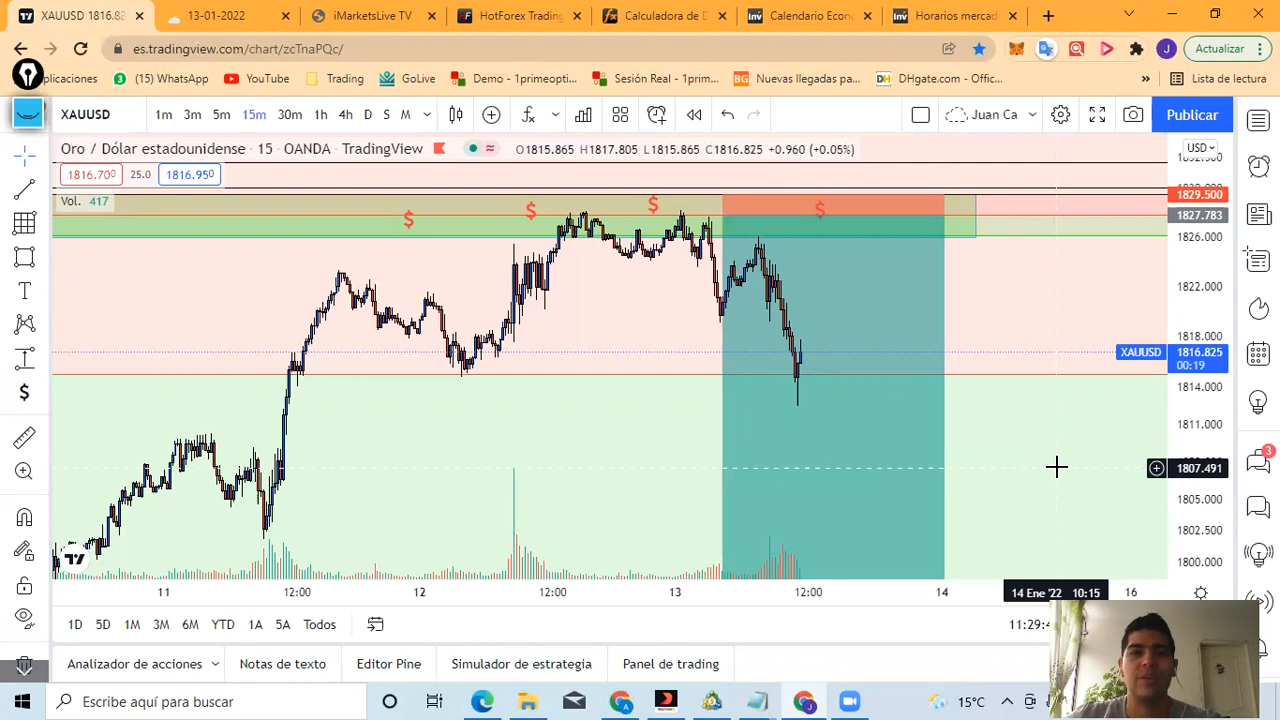 XAUUSD 1816.82
13-01-2022
iMarketsLive TV
HotForex Trading
Calculadora de D
Calendario Econ
Horarios mercad
es.tradingview.com/chart/zcTnaPQc/
J
Actualizar
plicaciones
(15) WhatsApp
YouTube
Trading
GoLive
Demo - 1primeopti...
Sesión Real - 1prim...
Nuevas llegadas pa...
DHgate.com - Offic...
Lista de lectura
XAUUSD
1m 3m 5m 15m 30m 1h 4h D S M
Juan Ca
Publicar
Oro / Dólar estadounidense · 15 · OANDA · TradingView
O1815.865 H1817.805 L1815.865 C1816.825 +0.960 (+0.05%)
USD
1816.700 25.0 1816.950
Vol. 417
1829.500
1827.783
1826.000
1822.000
1818.000
XAUUSD 1816.825
00:19
1814.000
1811.000
1807.491
1805.000
1802.500
1800.000
11 12:00 12 12:00 13 12:00 14 14 Ene '22 10:15 16
1D 5D 1M 3M 6M YTD 1A 5A Todos
11:29:4
Analizador de acciones
Notas de texto
Editor Pine
Simulador de estrategia
Panel de trading
3
Escribe aquí para buscar
15°C